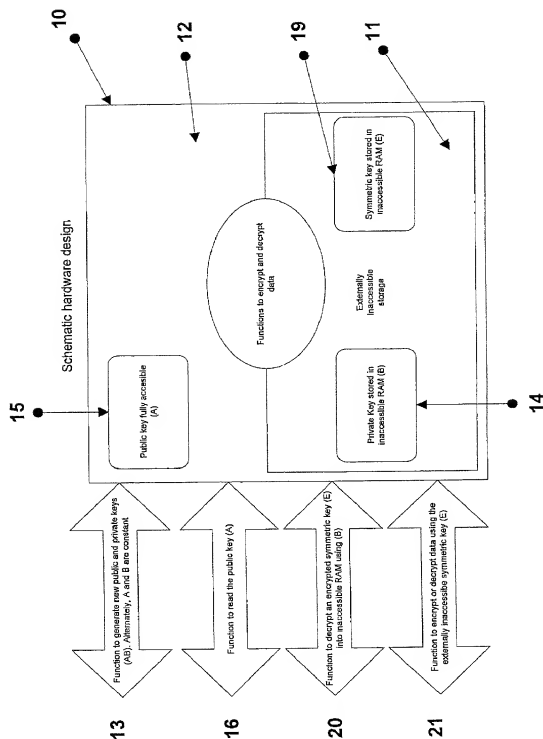 Schematic hardware design
10
12
19
11
15
14
13
16
20
21
Public key fully accesible
(A)
Functions to encrypt and decrypt
data
Symmetric key stored in
inaccessible RAM (E)
Externally
Inaccessible
storage
Private Key stored in
inaccessible RAM (B)
Function to generate new public and private keys
(AB). Alternately, A and B are constant
Function to read the public key (A)
Function to decrypt an encrypted symmetric key (E)
into inaccessible RAM using (B)
Function to encrypt or decrypt data using the
externally inaccessibe symmetric key (E)